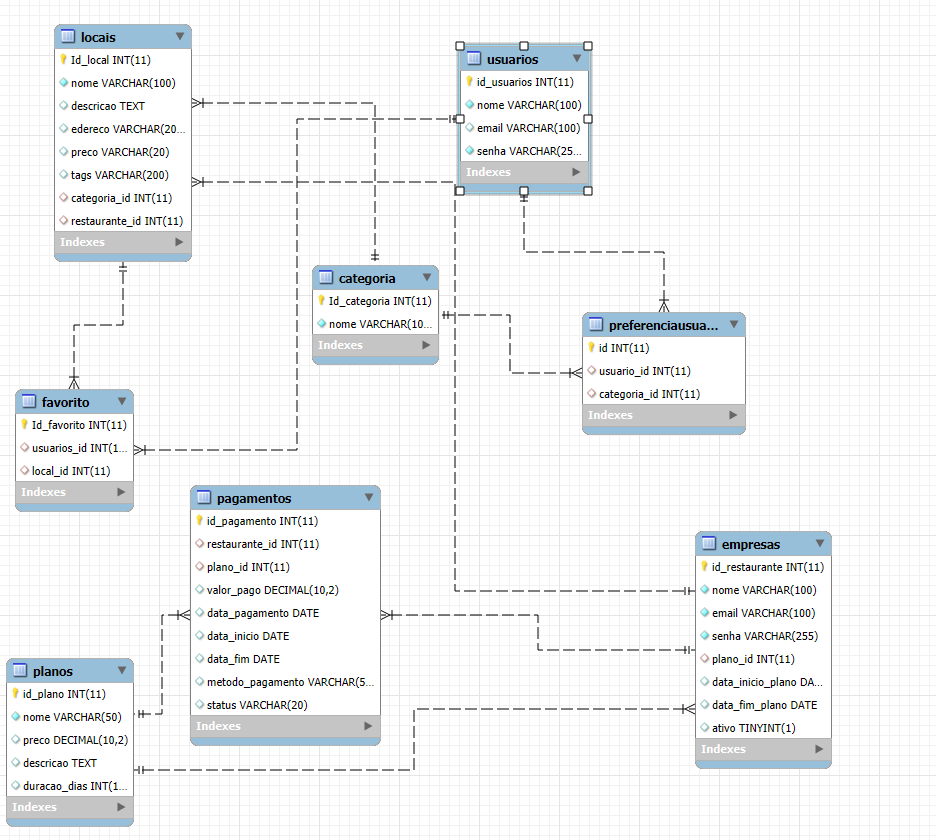 locais
Id_local INT(11)
nome VARCHAR(100)
descricao TEXT
edereco VARCHAR(20...
preco VARCHAR(20)
tags VARCHAR(200)
categoria_id INT(11)
restaurante_id INT(11)
Indexes
usuarios
id_usuarios INT(11)
nome VARCHAR(100)
email VARCHAR(100)
senha VARCHAR(25...
Indexes
categoria
Id_categoria INT(11)
nome VARCHAR(10...
Indexes
preferenciausua...
id INT(11)
usuario_id INT(11)
categoria_id INT(11)
Indexes
favorito
Id_favorito INT(11)
usuarios_id INT(1...
local_id INT(11)
Indexes
pagamentos
id_pagamento INT(11)
restaurante_id INT(11)
plano_id INT(11)
valor_pago DECIMAL(10,2)
data_pagamento DATE
data_inicio DATE
data_fim DATE
metodo_pagamento VARCHAR(5...
status VARCHAR(20)
Indexes
empresas
id_restaurante INT(11)
nome VARCHAR(100)
email VARCHAR(100)
senha VARCHAR(255)
plano_id INT(11)
data_inicio_plano DA...
data_fim_plano DATE
ativo TINYINT(1)
Indexes
planos
id_plano INT(11)
nome VARCHAR(50)
preco DECIMAL(10,2)
descricao TEXT
duracao_dias INT(1...
Indexes